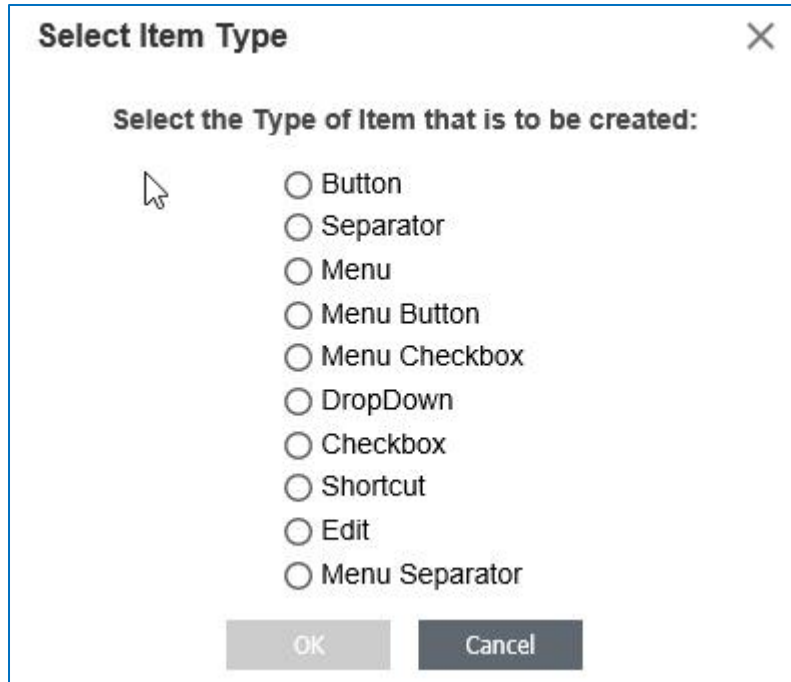 Select Item Type
Select the Type of Item that is to be created:
Button
Separator
Menu
Menu Button
Menu Checkbox
DropDown
Checkbox
Shortcut
Edit
Menu Separator
OK Cancel